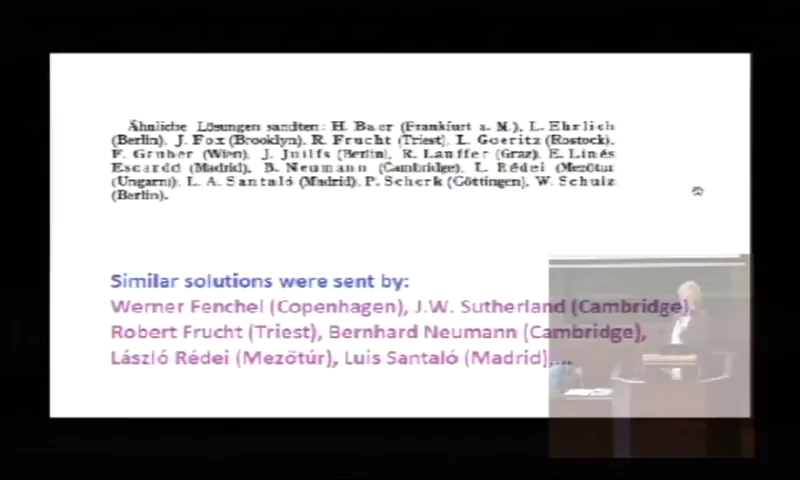 Ähnliche Lösungen sandten: H. Baer (Frankfurt a. M.), L. Ehrlich
(Berlin), J. Fox (Brooklyn), R. Frucht (Triest), L. Goeritz (Rostock),
F. Gruber (Wien), J. Juilfs (Berlin), R. Lauffer (Graz), E. Linés
Escardó (Madrid), B. Neumann (Cambridge), L. Rédei (Mezötur
(Ungarn)), L. A. Santaló (Madrid), P. Scherk (Göttingen), W. Schulz
(Berlin).
Similar solutions were sent by:
Werner Fenchel (Copenhagen), J.W. Sutherland (Cambridge),
Robert Frucht (Triest), Bernhard Neumann (Cambridge),
László Rédei (Mezőtúr), Luis Santaló (Madrid),...